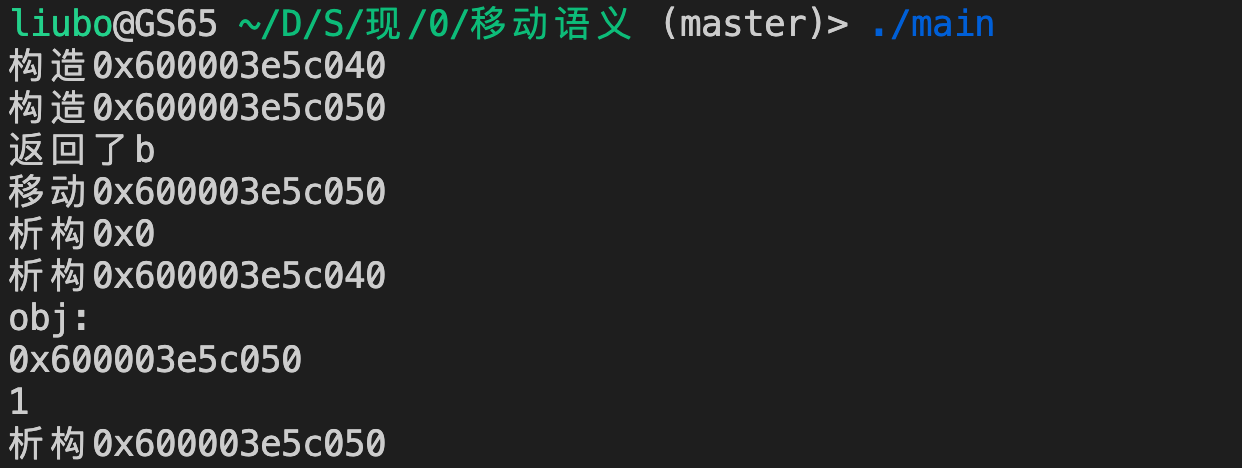 liubo@GS65 ~/D/S/现/0/移动语义 (master)> ./main
构造0x600003e5c040
构造0x600003e5c050
返回了b
移动0x600003e5c050
析构0x0
析构0x600003e5c040
obj:
0x600003e5c050
1
析构0x600003e5c050